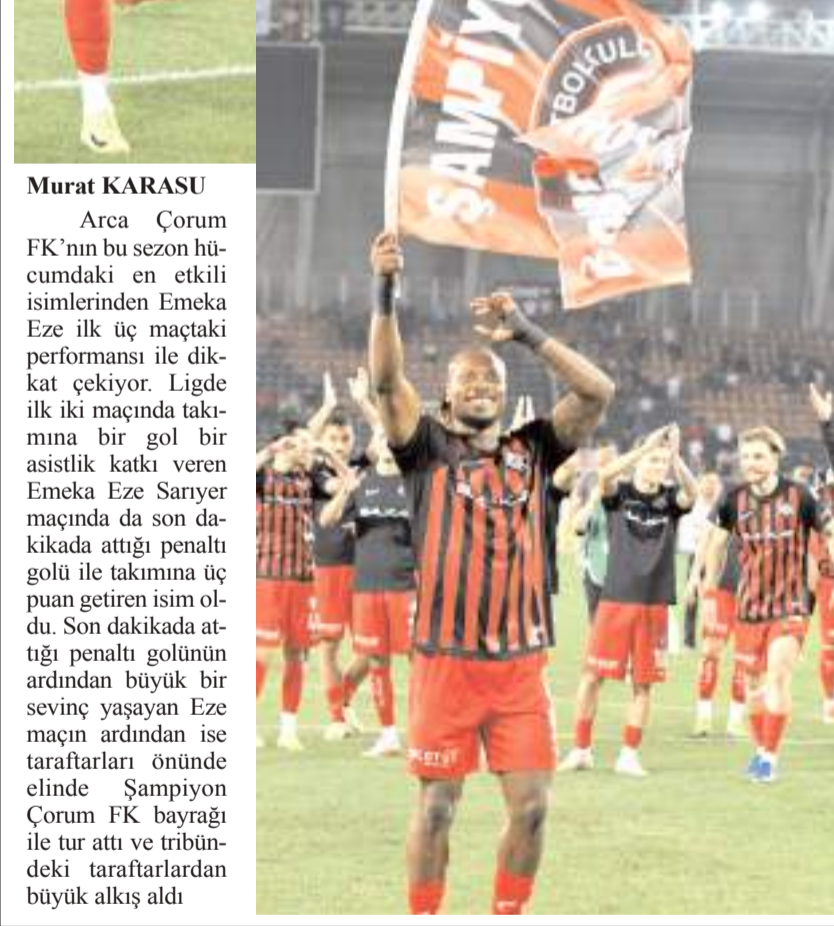 ŞAMPİY
TBOL KULÜ
Murat KARASU
Arca Çorum
FK’nın bu sezon hü-
cumdaki en etkili
isimlerinden Emeka
Eze ilk üç maçtaki
performansı ile dik-
kat çekiyor. Ligde
ilk iki maçında takı-
mına bir gol bir
asistlik katkı veren
Emeka Eze Sarıyer
maçında da son da-
kikada attığı penaltı
golü ile takımına üç
puan getiren isim ol-
du. Son dakikada at-
tığı penaltı golünün
ardından büyük bir
sevinç yaşayan Eze
maçın ardından ise
taraftarları önünde
elinde Şampiyon
Çorum FK bayrağı
ile tur attı ve tribün-
deki taraftarlardan
büyük alkış aldı